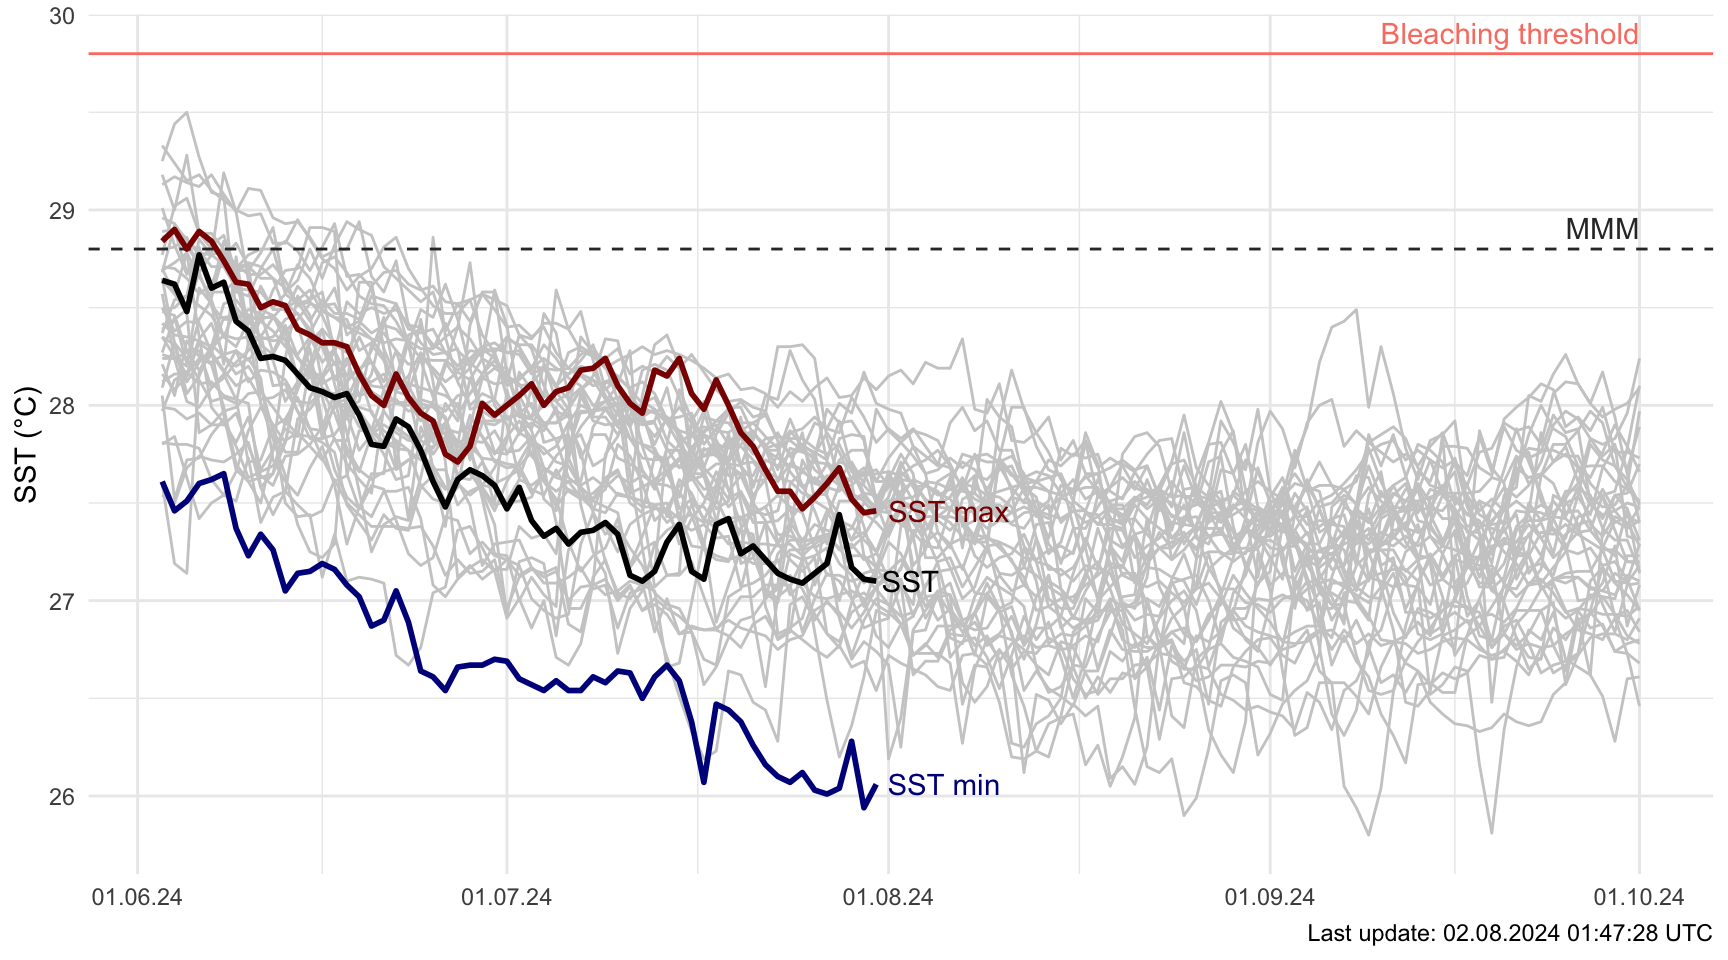 30
Bleaching threshold
29
MMM
28
SST (°C)
SST max
SST
27
SST min
26
01.06.24
01.07.24
01.08.24
01.09.24
01.10.24
Last update: 02.08.2024 01:47:28 UTC